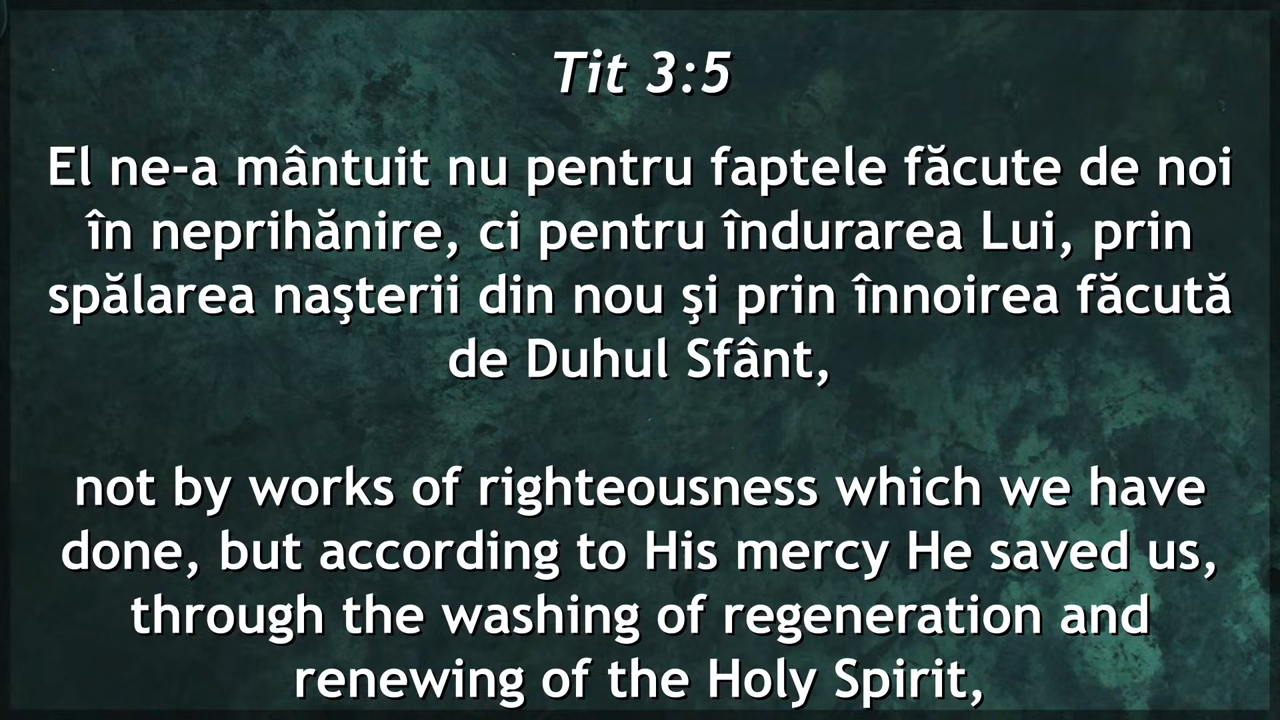 Tit 3:5
El ne-a mântuit nu pentru faptele făcute de noi
în neprihănire, ci pentru îndurarea Lui, prin
spălarea naşterii din nou şi prin înnoirea făcută
de Duhul Sfânt,
not by works of righteousness which we have
done, but according to His mercy He saved us,
through the washing of regeneration and
renewing of the Holy Spirit,